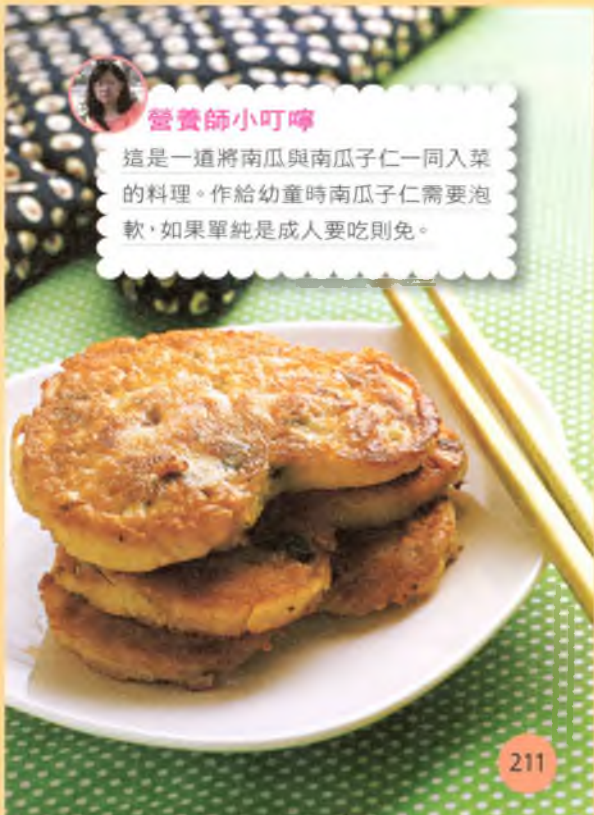 營養師小叮嚀
這是一道將南瓜與南瓜子仁一同入菜
的料理。作給幼童時南瓜子仁需要泡
軟，如果單純是成人要吃則免。
211